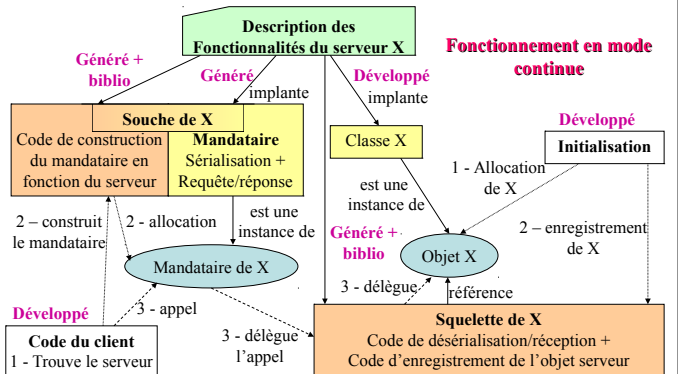 Description des
Fonctionnalités du serveur X
Fonctionnement en mode
continue
Généré +
biblio
Généré
implante
Développé
implante
Souche de X
Code de construction
du mandataire en
fonction du serveur
Mandataire
Sérialisation +
Requête/réponse
Classe X
Développé
Initialisation
1 - Allocation
de X
2 – construit
le mandataire
2 - allocation
est une
instance de
est une
instance de
Généré +
biblio
2 – enregistrement
de X
Mandataire de X
Objet X
3 - appel
3 - délègue
référence
Développé
Code du client
1 - Trouve le serveur
3 - délègue
l’appel
Squelette de X
Code de désérialisation/réception +
Code d’enregistrement de l’objet serveur